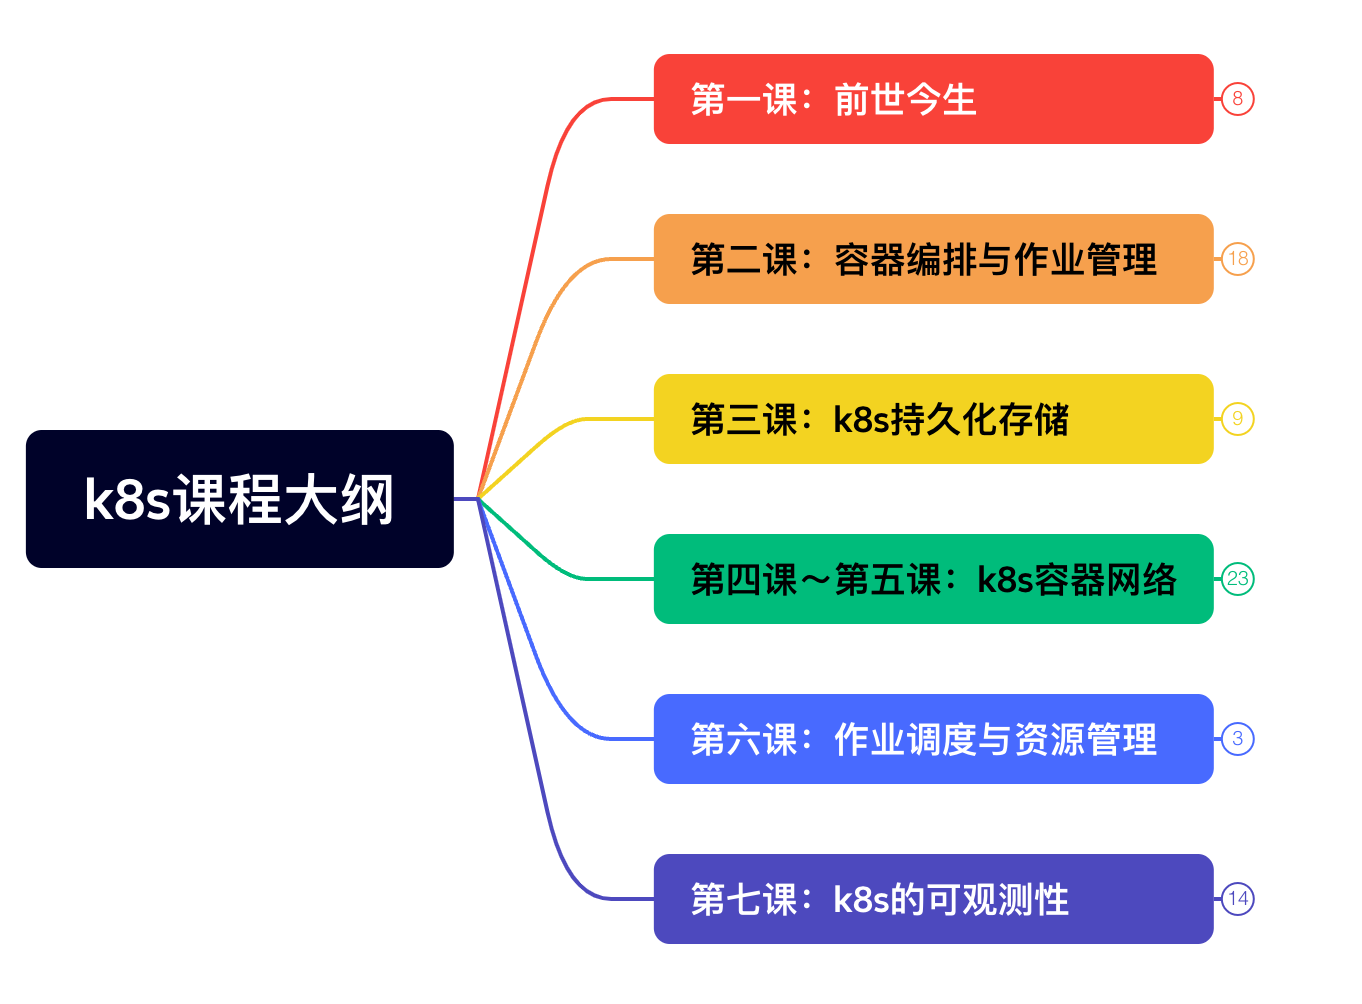 k8s课程大纲
第一课：前世今生
8
第二课：容器编排与作业管理
18
第三课：k8s持久化存储
9
第四课～第五课：k8s容器网络
23
第六课：作业调度与资源管理
3
第七课：k8s的可观测性
14